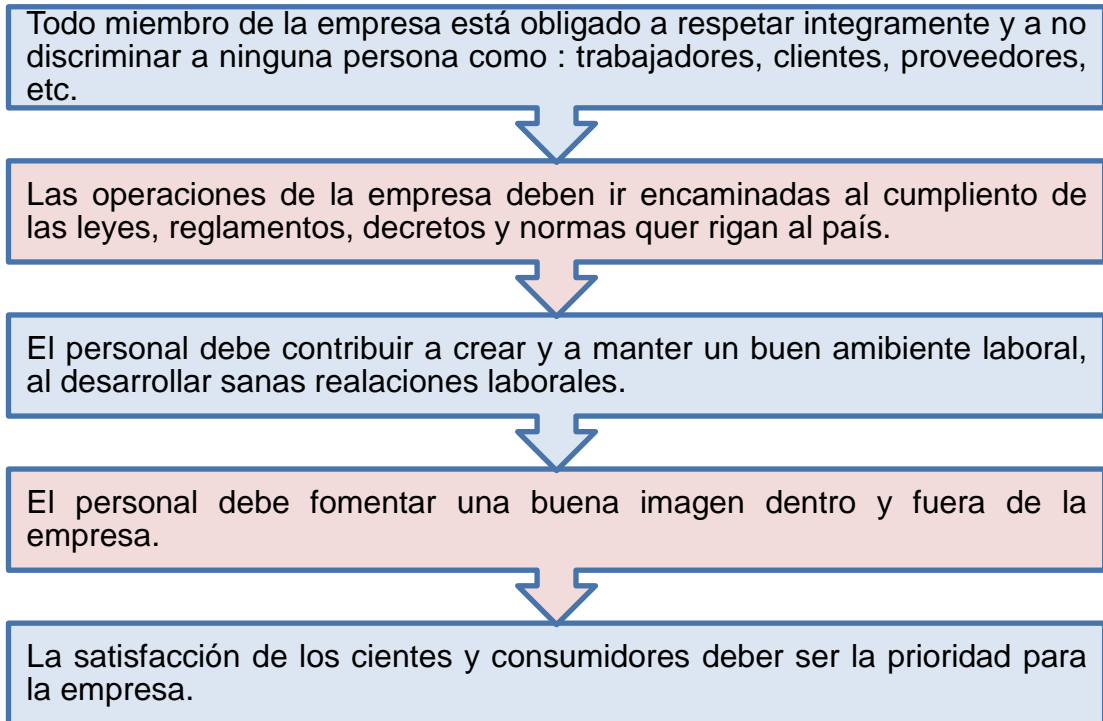 Todo miembro de la empresa está obligado a respetar integramente y a no
discriminar a ninguna persona como : trabajadores, clientes, proveedores,
etc.
Las operaciones de la empresa deben ir encaminadas al cumpliento de
las leyes, reglamentos, decretos y normas quer rigan al país.
El personal debe contribuir a crear y a manter un buen amibiente laboral,
al desarrollar sanas realaciones laborales.
El personal debe fomentar una buena imagen dentro y fuera de la
empresa.
La satisfacción de los cientes y consumidores deber ser la prioridad para
la empresa.